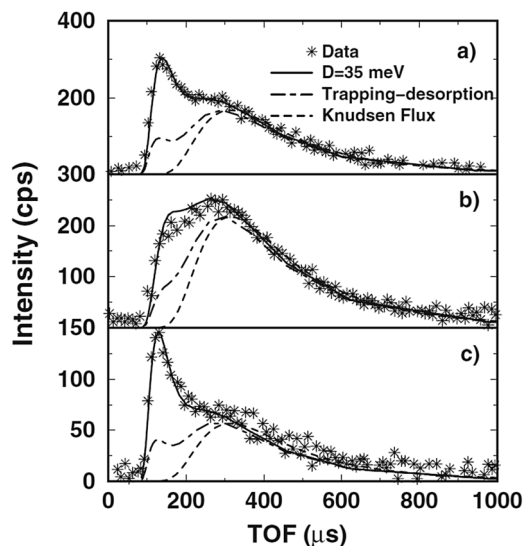 400
a)
Data
D=35 meV
200
Trapping-desorption
Knudsen Flux
300
b)
200
100
150
c)
100
50
0
0 200 400 600 800 1000
Intensity (cps)
TOF (μs)